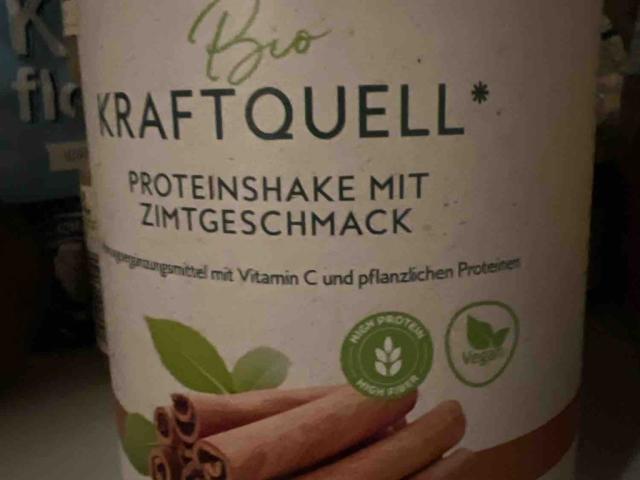 Bio
KRAFTQUELL*
PROTEINSHAKE MIT
ZIMTGESCHMACK
mit Vitamin C und pflanzlichen Proteinen
HIGH PROTEIN
HIGH FIBER
Vegan